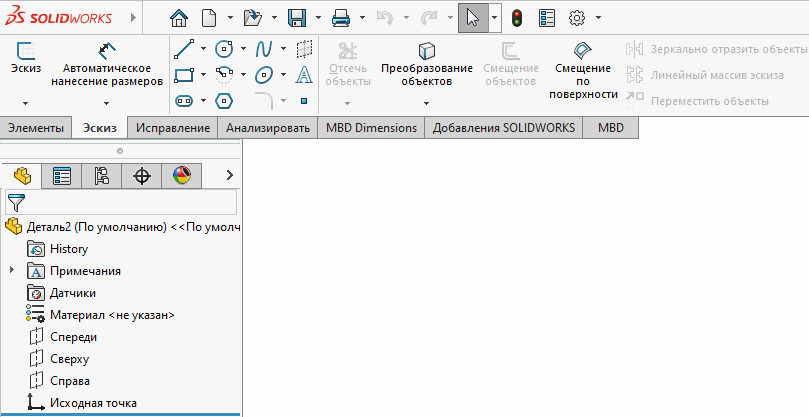 SOLIDWORKS
Эскиз
Автоматическое
нанесение размеров
Отсечь
объекты
Преобразование
объектов
Смещение
объектов
Смещение
по
поверхности
Зеркально отразить объекты
Линейный массив эскиза
Переместить объекты
Элементы
Эскиз
Исправление
Анализировать
MBD Dimensions
Добавления SOLIDWORKS
MBD
Деталь2 (По умолчанию) <<По умолч
History
Примечания
Датчики
Материал <не указан>
Спереди
Сверху
Справа
Исходная точка